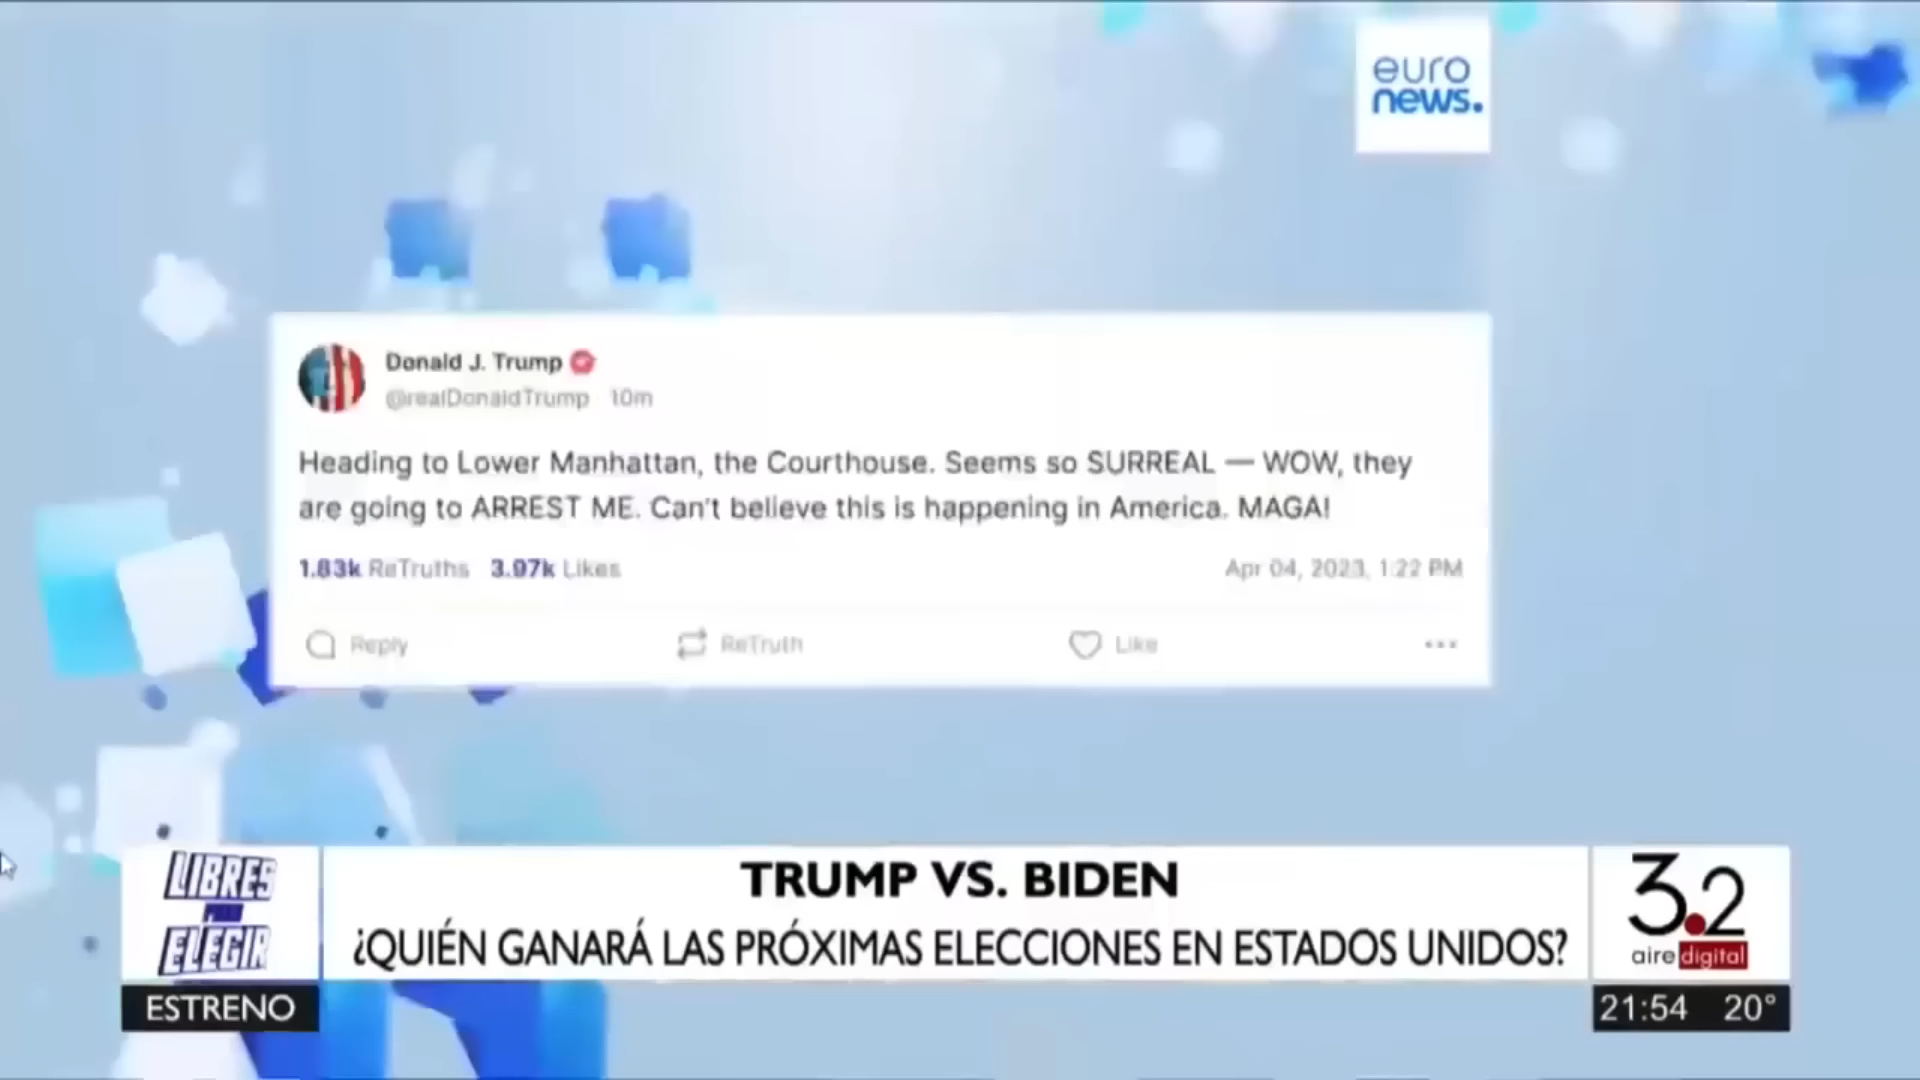 euro
news.
Donald J. Trump
@realDonaldTrump 10m
Heading to Lower Manhattan, the Courthouse. Seems so SURREAL — WOW, they
are going to ARREST ME. Can't believe this is happening in America. MAGA!
1.83k ReTruths 3.97k Likes
Apr 04, 2023, 1:22 PM
Reply ReTruth Like
LIBRES
PARA
ELEGIR
ESTRENO
TRUMP VS. BIDEN
¿QUIÉN GANARÁ LAS PRÓXIMAS ELECCIONES EN ESTADOS UNIDOS?
3.2
aire digital
21:54 20°